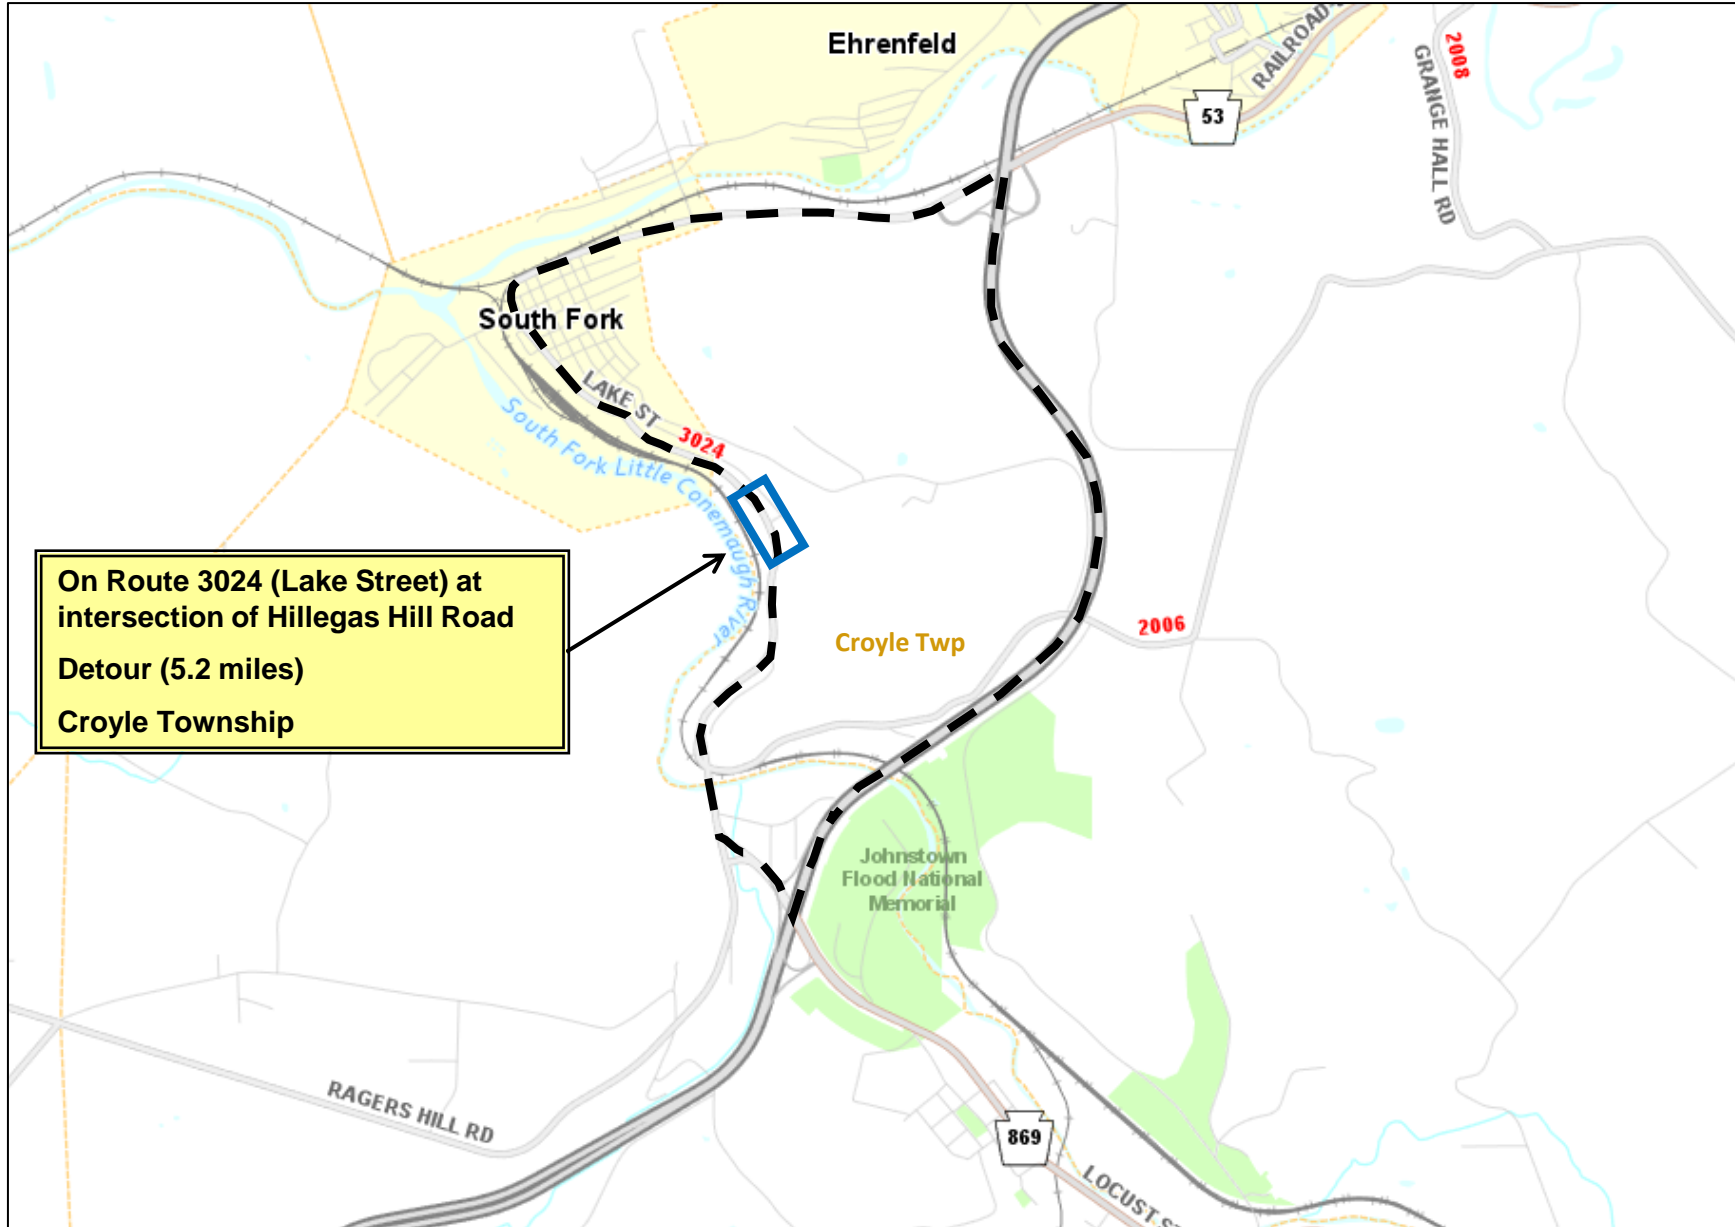 Ehrenfeld
RAILROAD
53
2008
GRANGE HALL RD
South Fork
LAKE ST
3024
South Fork Little Conemaugh River
On Route 3024 (Lake Street) at
intersection of Hillegas Hill Road
Detour (5.2 miles)
Croyle Township
Croyle Twp
2006
Johnstown
Flood National
Memorial
RAGERS HILL RD
869
LOCUST S